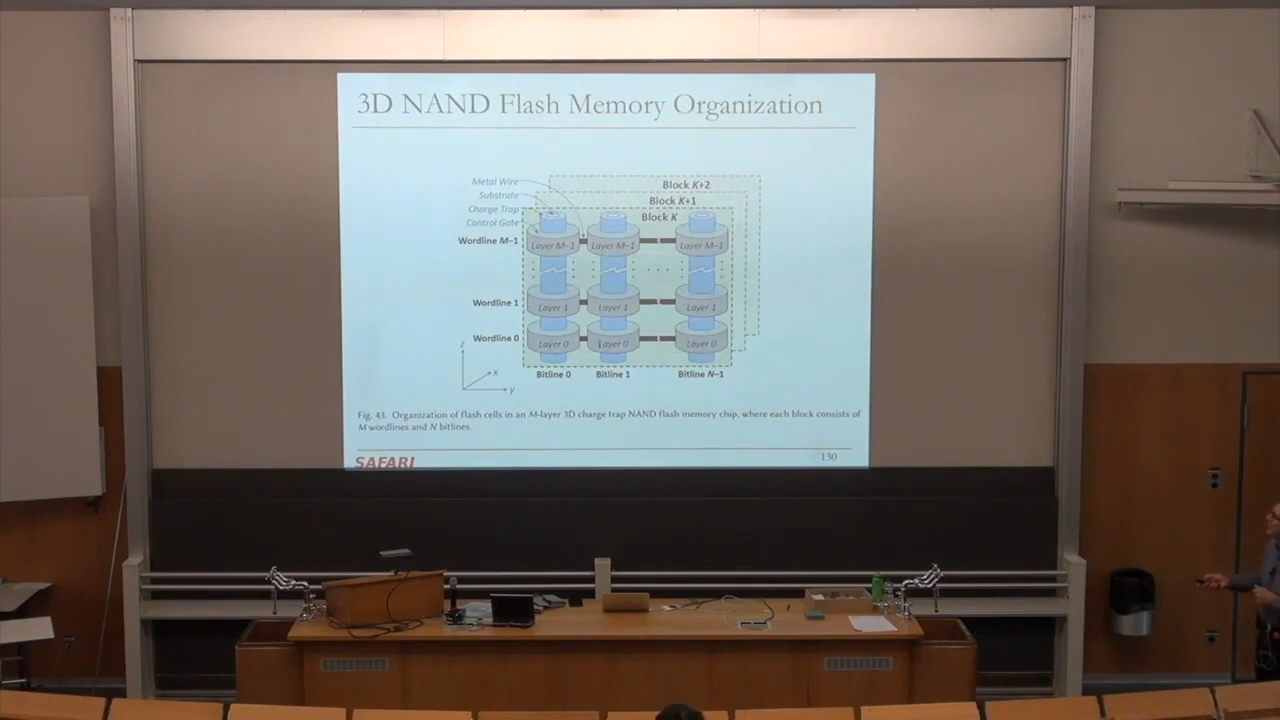 3D NAND Flash Memory Organization
Metal Wire
Substrate
Charge Trap
Control Gate
Block K+2
Block K+1
Block K
Wordline M–1
Layer M–1
Layer M–1
Layer M–1
Wordline 1
Layer 1
Layer 1
Layer 1
Wordline 0
Layer 0
Layer 0
Layer 0
z
x
y
Bitline 0
Bitline 1
Bitline N–1
Fig. 43. Organization of flash cells in an M-layer 3D charge trap NAND flash memory chip, where each block consists of
M wordlines and N bitlines.
SAFARI
130